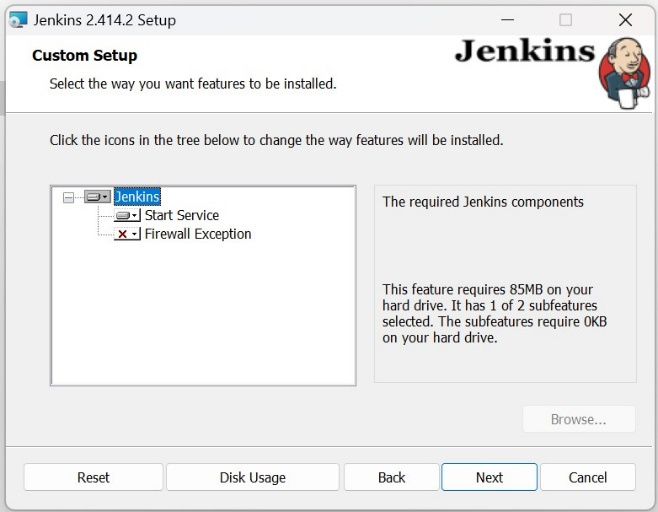 Jenkins 2.414.2 Setup
Custom Setup
Jenkins
Select the way you want features to be installed.
Click the icons in the tree below to change the way features will be installed.
Jenkins
Start Service
Firewall Exception
The required Jenkins components
This feature requires 85MB on your
hard drive. It has 1 of 2 subfeatures
selected. The subfeatures require 0KB
on your hard drive.
Browse...
Reset
Disk Usage
Back
Next
Cancel